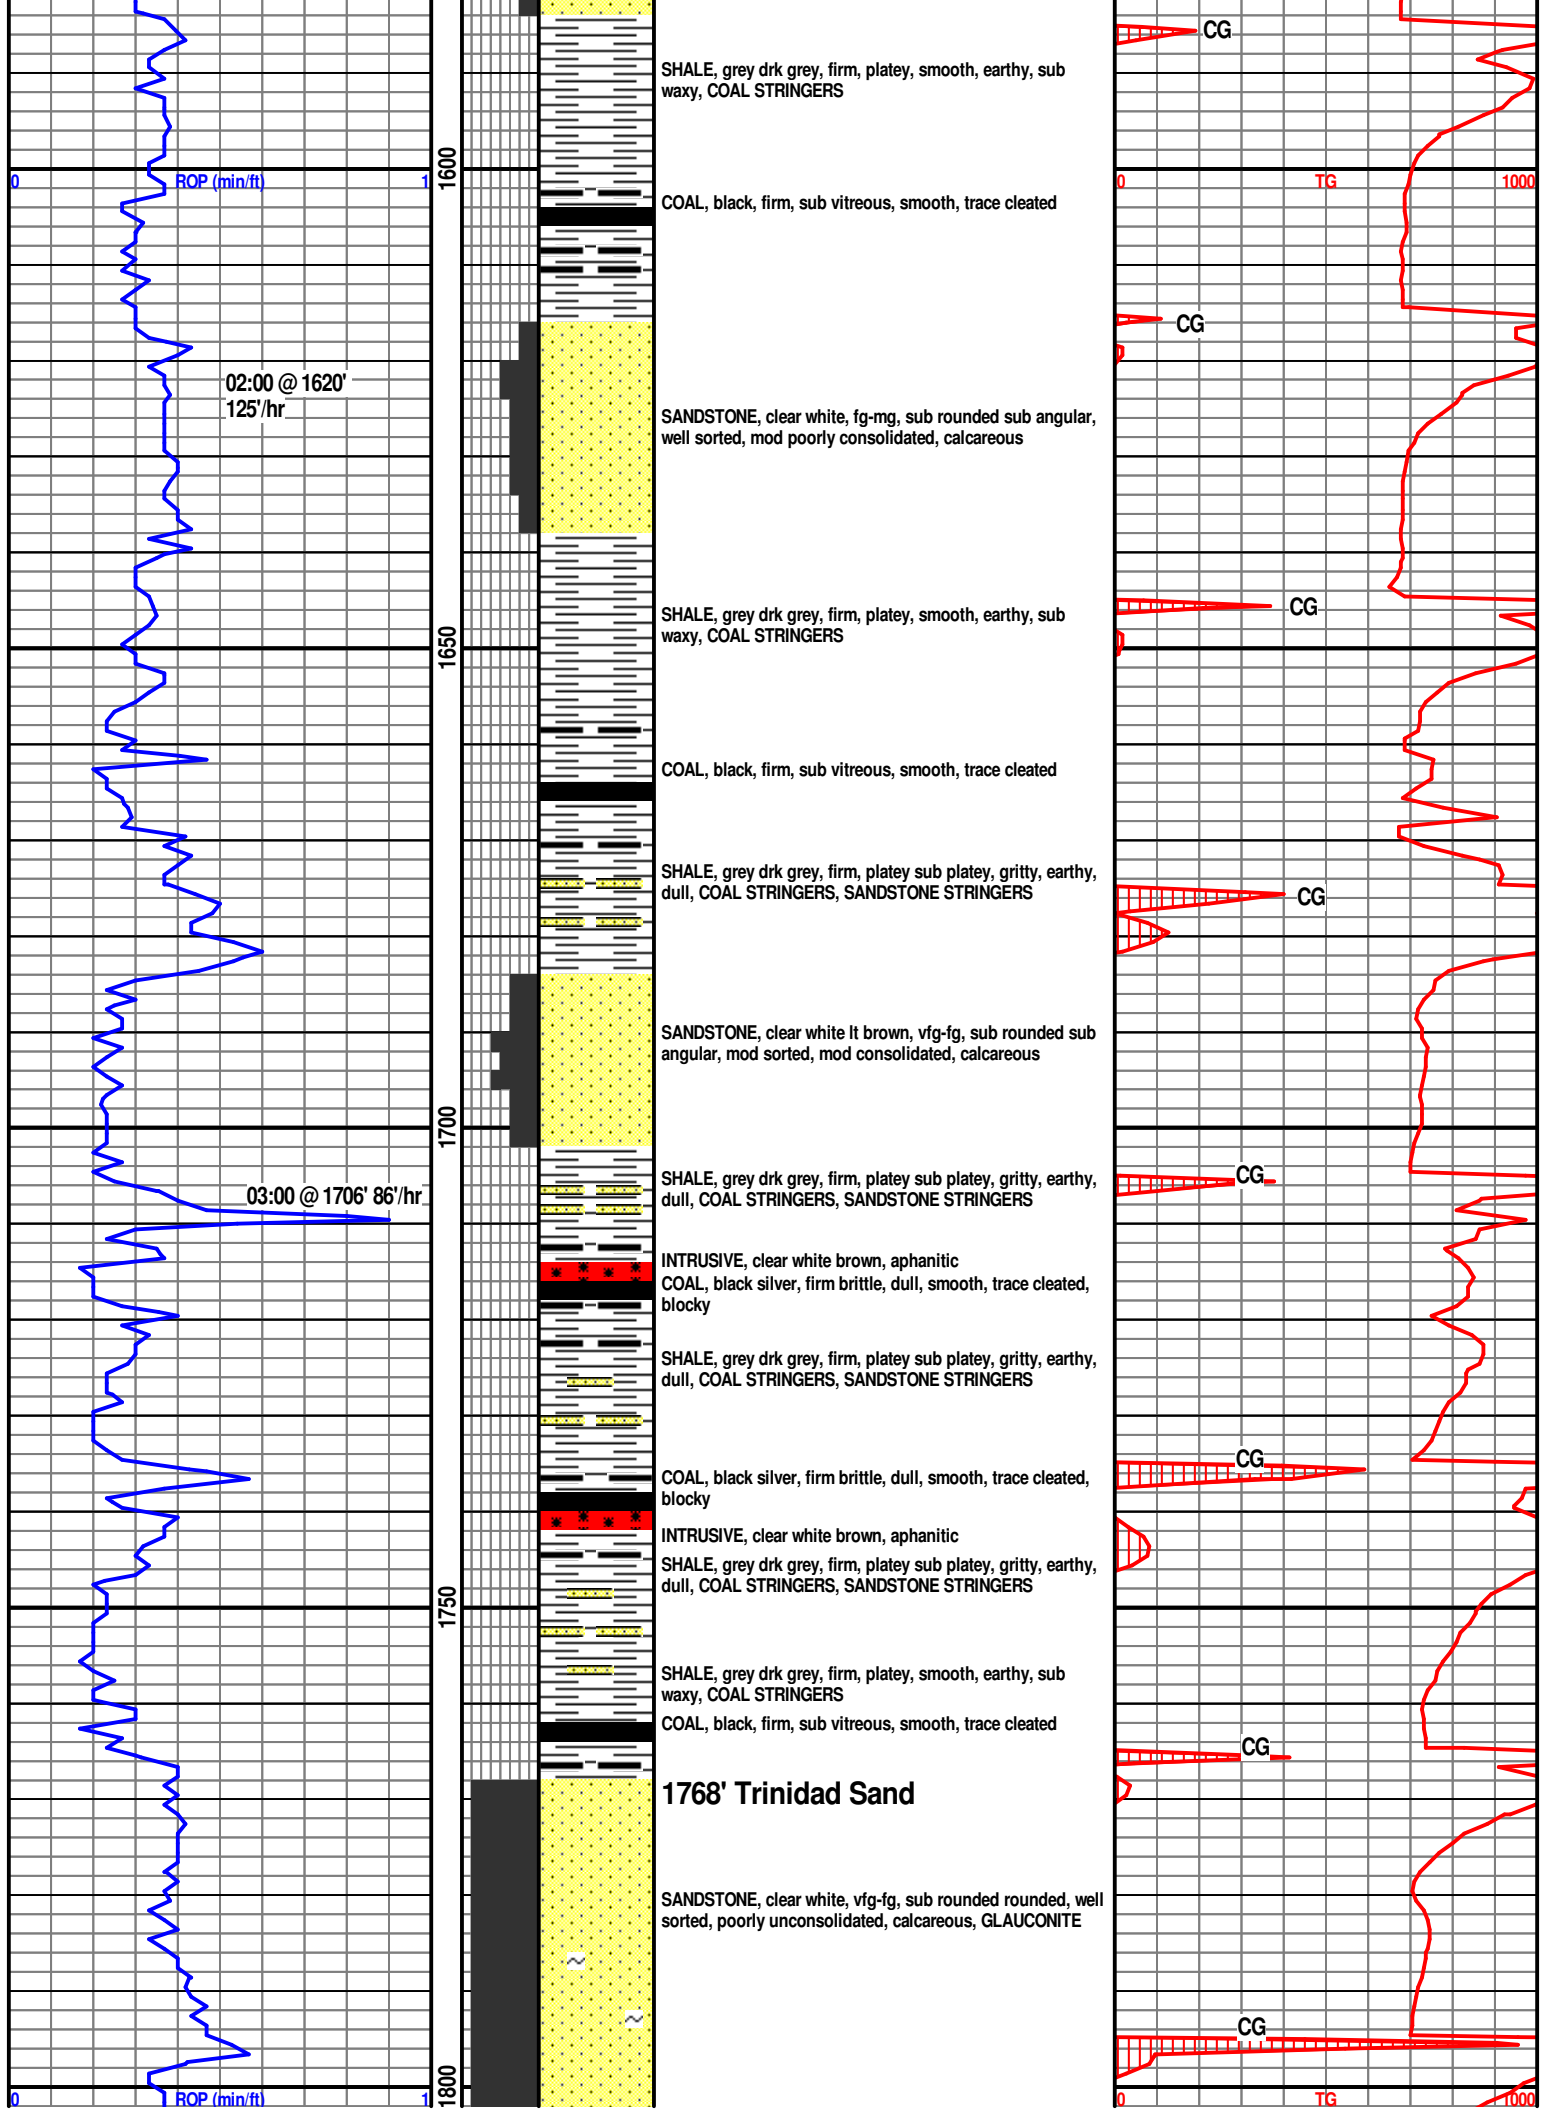 CG
SHALE, grey drk grey, firm, platey, smooth, earthy, sub
waxy, COAL STRINGERS
1600
0 ROP (min/ft) 1
0 TG 1000
COAL, black, firm, sub vitreous, smooth, trace cleated
CG
02:00 @ 1620'
125'/hr
SANDSTONE, clear white, fg-mg, sub rounded sub angular,
well sorted, mod poorly consolidated, calcareous
CG
SHALE, grey drk grey, firm, platey, smooth, earthy, sub
waxy, COAL STRINGERS
1650
COAL, black, firm, sub vitreous, smooth, trace cleated
SHALE, grey drk grey, firm, platey sub platey, gritty, earthy,
dull, COAL STRINGERS, SANDSTONE STRINGERS
CG
SANDSTONE, clear white lt brown, vfg-fg, sub rounded sub
angular, mod sorted, mod consolidated, calcareous
1700
CG
SHALE, grey drk grey, firm, platey sub platey, gritty, earthy,
dull, COAL STRINGERS, SANDSTONE STRINGERS
03:00 @ 1706' 86'/hr
INTRUSIVE, clear white brown, aphanitic
COAL, black silver, firm brittle, dull, smooth, trace cleated,
blocky
SHALE, grey drk grey, firm, platey sub platey, gritty, earthy,
dull, COAL STRINGERS, SANDSTONE STRINGERS
CG
COAL, black silver, firm brittle, dull, smooth, trace cleated,
blocky
INTRUSIVE, clear white brown, aphanitic
SHALE, grey drk grey, firm, platey sub platey, gritty, earthy,
dull, COAL STRINGERS, SANDSTONE STRINGERS
1750
SHALE, grey drk grey, firm, platey, smooth, earthy, sub
waxy, COAL STRINGERS
COAL, black, firm, sub vitreous, smooth, trace cleated
CG
1768' Trinidad Sand
SANDSTONE, clear white, vfg-fg, sub rounded rounded, well
sorted, poorly unconsolidated, calcareous, GLAUCONITE
CG
1800
0 ROP (min/ft) 1
0 TG 1000